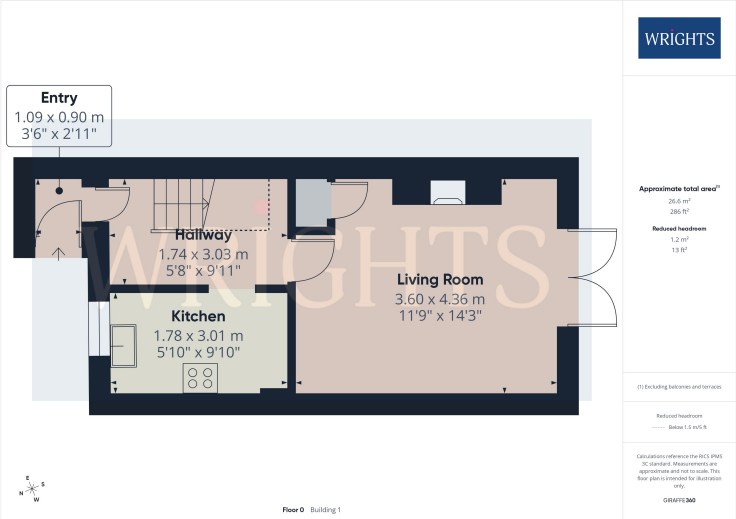 Entry
1.09 x 0.90 m
3'6" x 2'11"
Hallway
1.74 x 3.03 m
5'8" x 9'11"
Kitchen
1.78 x 3.01 m
5'10" x 9'10"
Living Room
3.60 x 4.36 m
11'9" x 14'3"
WRIGHTS
Floor 0 Building 1
E
S
N
W
WRIGHTS
Approximate total area(1)
26.6 m²
286 ft²
Reduced headroom
1.2 m²
13 ft²
(1) Excluding balconies and terraces
Reduced headroom
Below 1.5 m/5 ft
Calculations reference the RICS IPMS
3C standard. Measurements are
approximate and not to scale. This
floor plan is intended for illustration
only.
GIRAFFE360